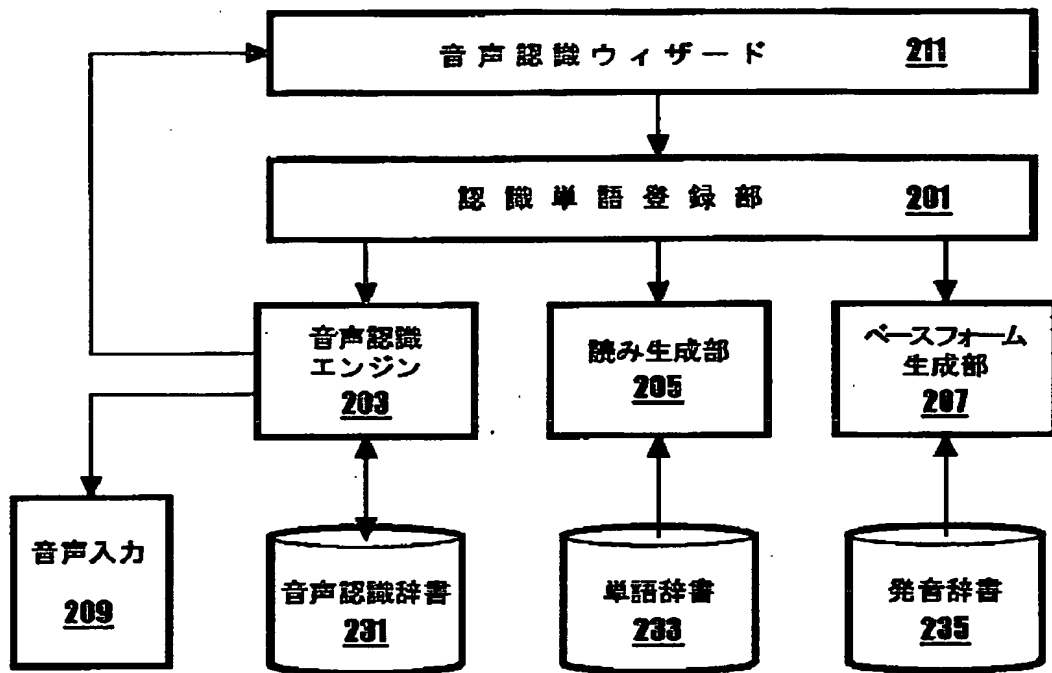 音声認識ウィザード 211
認識単語登録部 201
音声認識
エンジン
203
読み生成部
205
ベースフォーム
生成部
207
音声入力
209
音声認識辞書
231
単語辞書
233
発音辞書
235